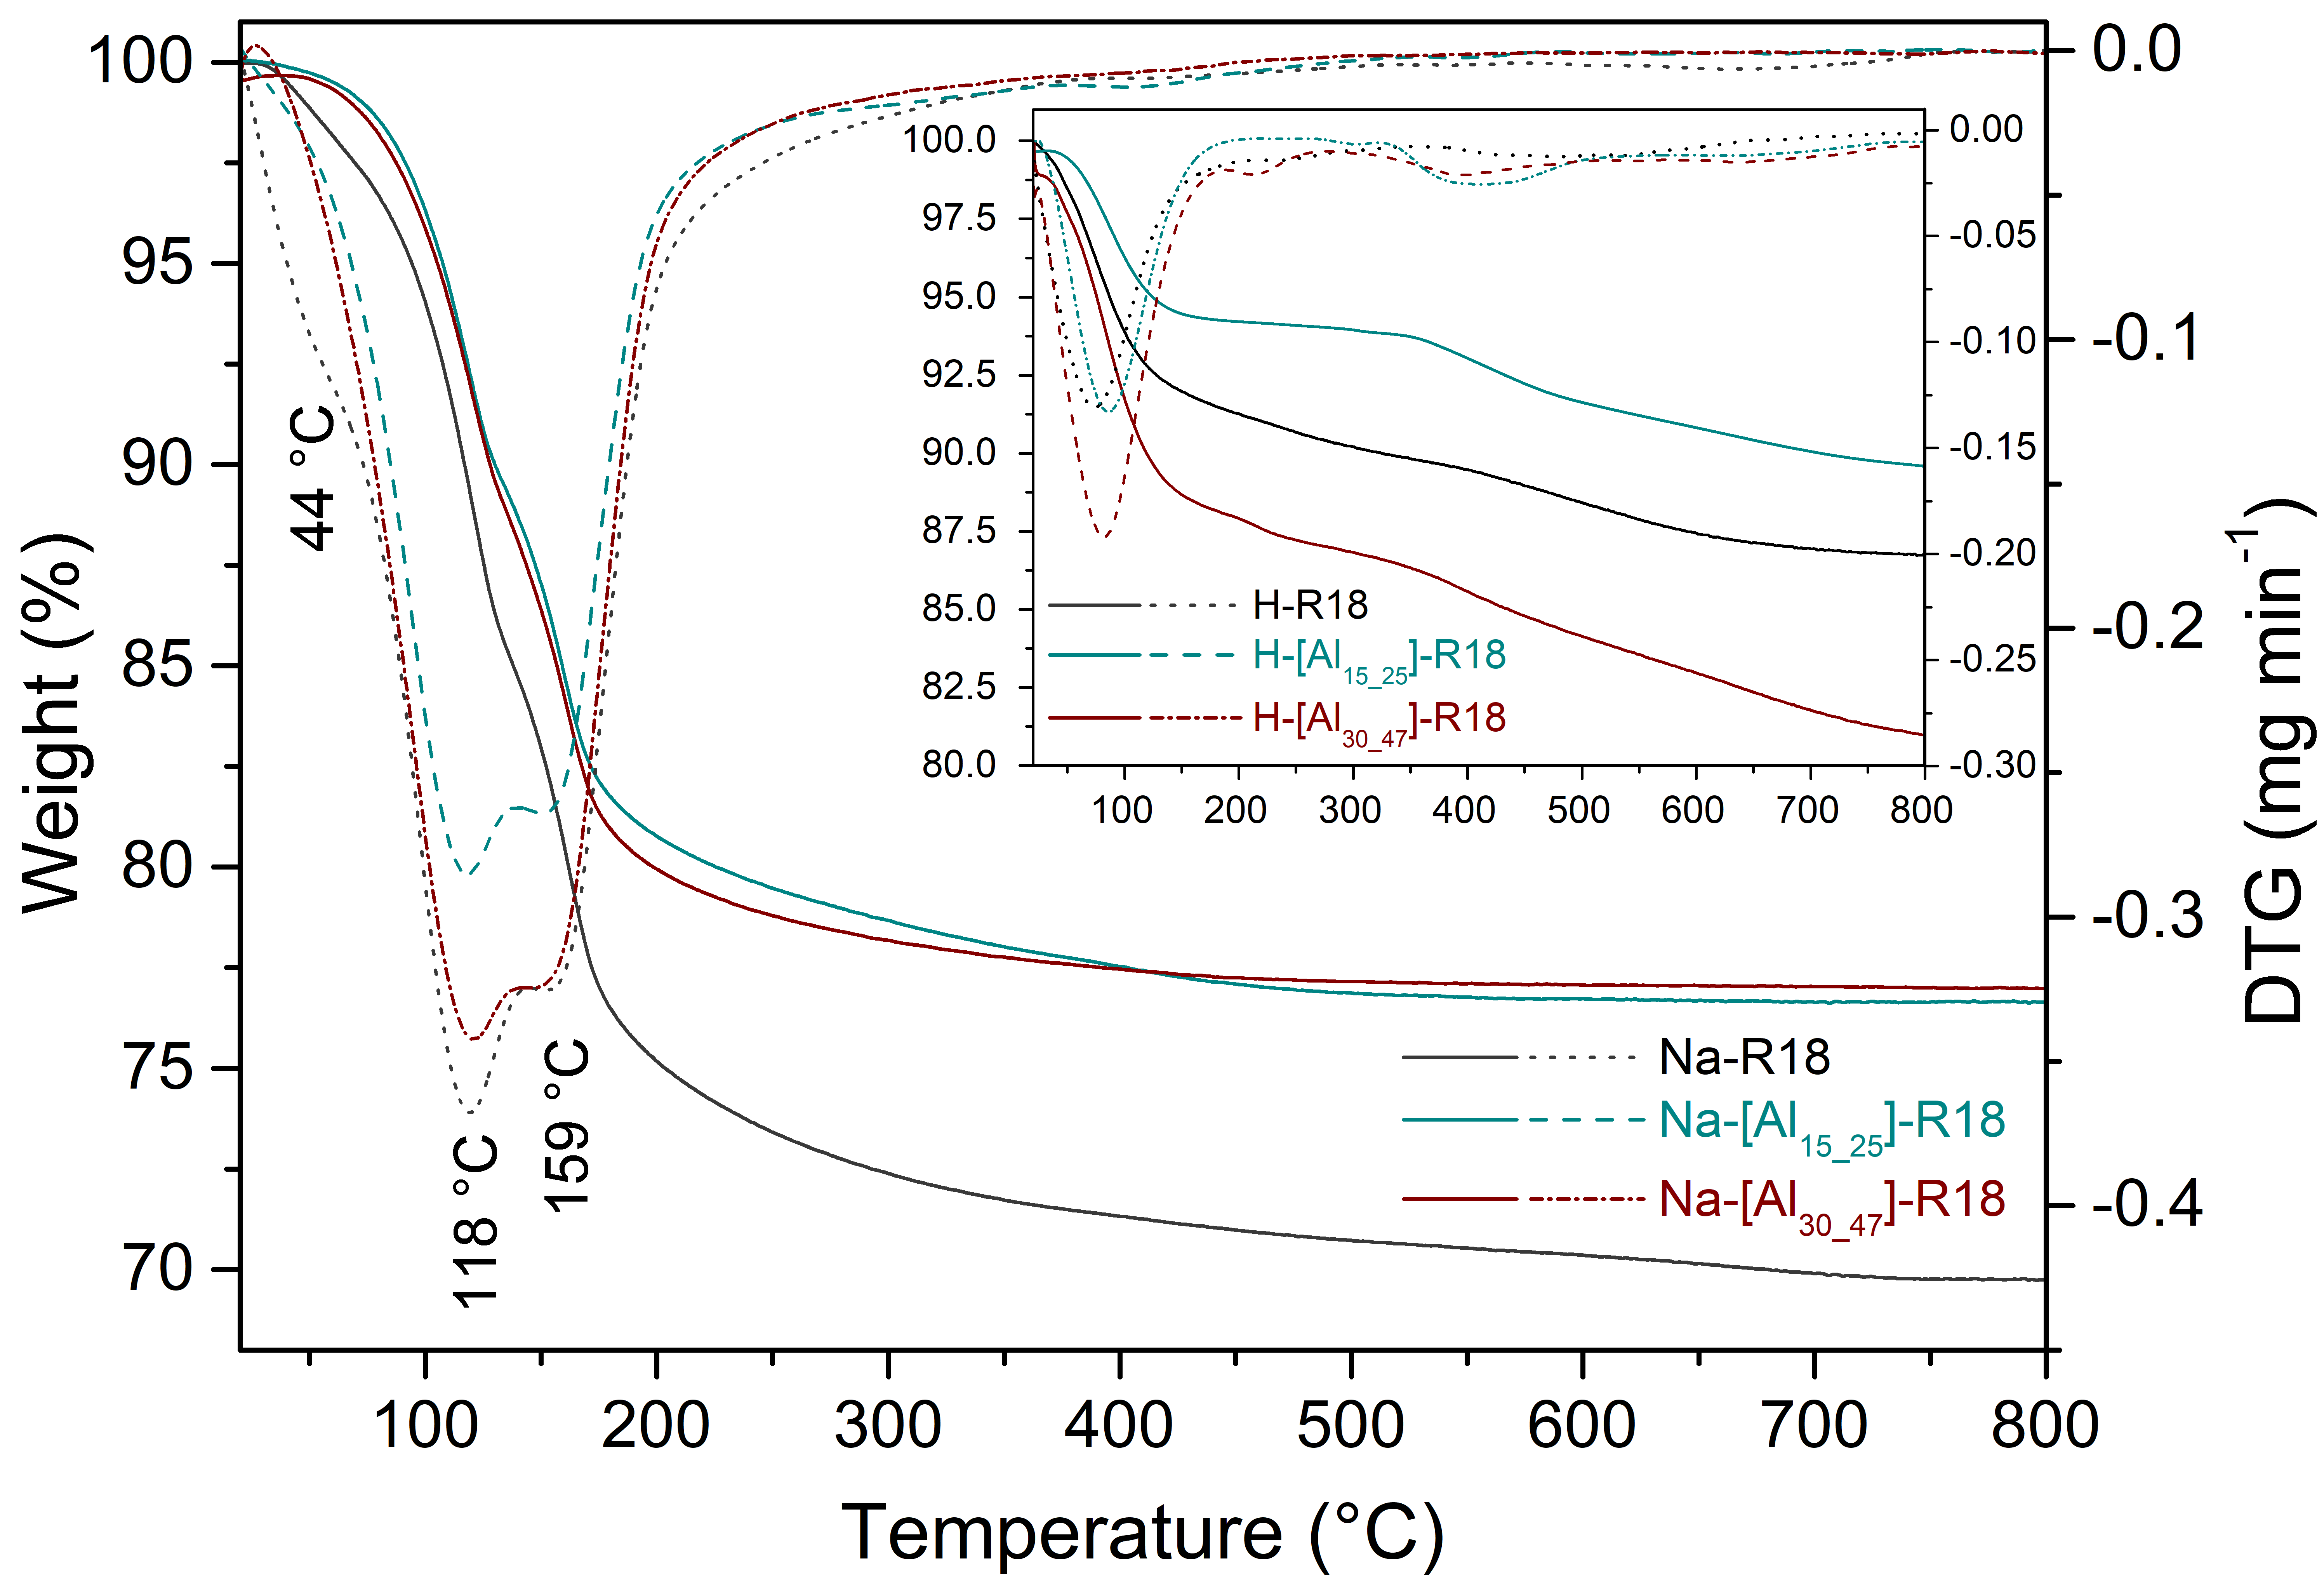 Weight (%)
100
95
90
85
80
75
70
44 °C
118 °C
159 °C
100.0
97.5
95.0
92.5
90.0
87.5
85.0
82.5
80.0
0.00
-0.05
-0.10
-0.15
-0.20
-0.25
-0.30
H-R18
H-[Al15_25]-R18
H-[Al30_47]-R18
100 200 300 400 500 600 700 800
Na-R18
Na-[Al15_25]-R18
Na-[Al30_47]-R18
0.0
-0.1
-0.2
-0.3
-0.4
DTG (mg min-1)
100 200 300 400 500 600 700 800
Temperature (°C)